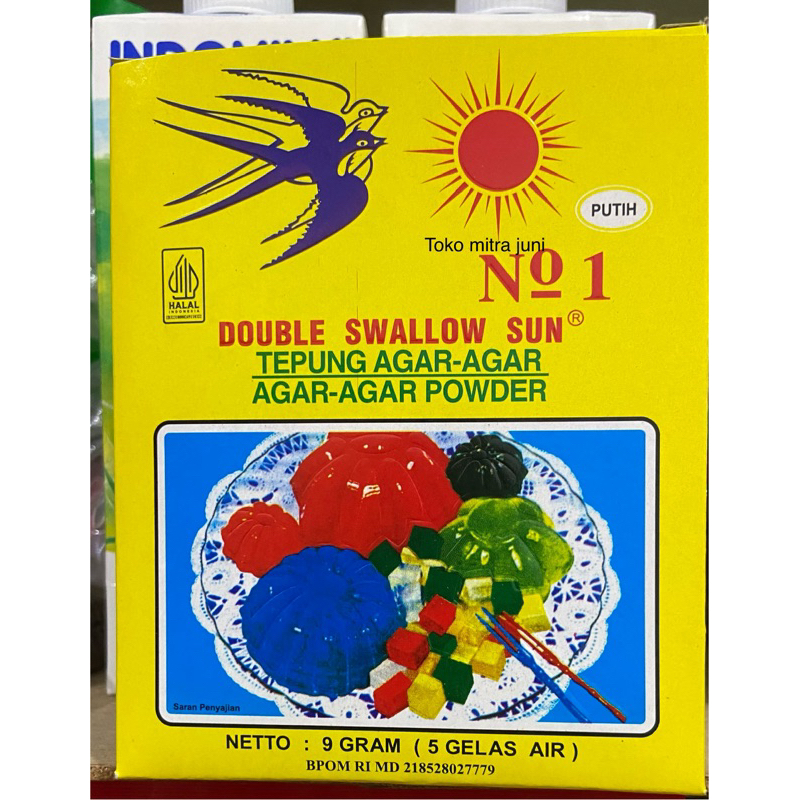 PUTIH
Toko mitra juni
Nº 1
HALAL
INDONESIA
DOUBLE SWALLOW SUN®
TEPUNG AGAR-AGAR
AGAR-AGAR POWDER
Saran Penyajian
NETTO : 9 GRAM ( 5 GELAS AIR )
BPOM RI MD 218528027779